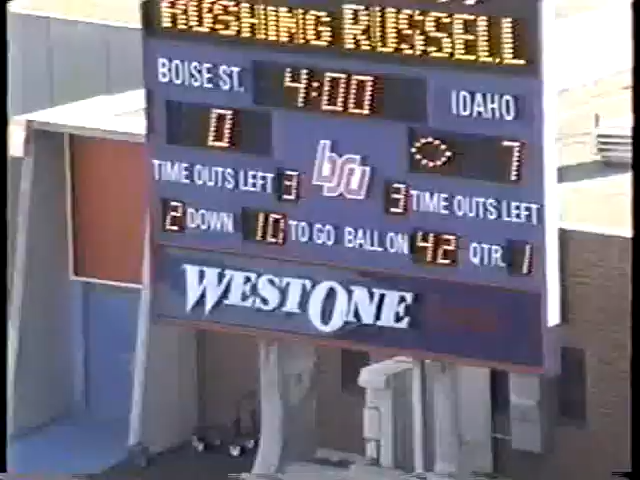 RUSHING RUSSELL
BOISE ST. 4:00 IDAHO
0 7
bsu
TIME OUTS LEFT 3 3 TIME OUTS LEFT
2 DOWN 10 TO GO BALL ON 42 QTR. 1
WESTONE